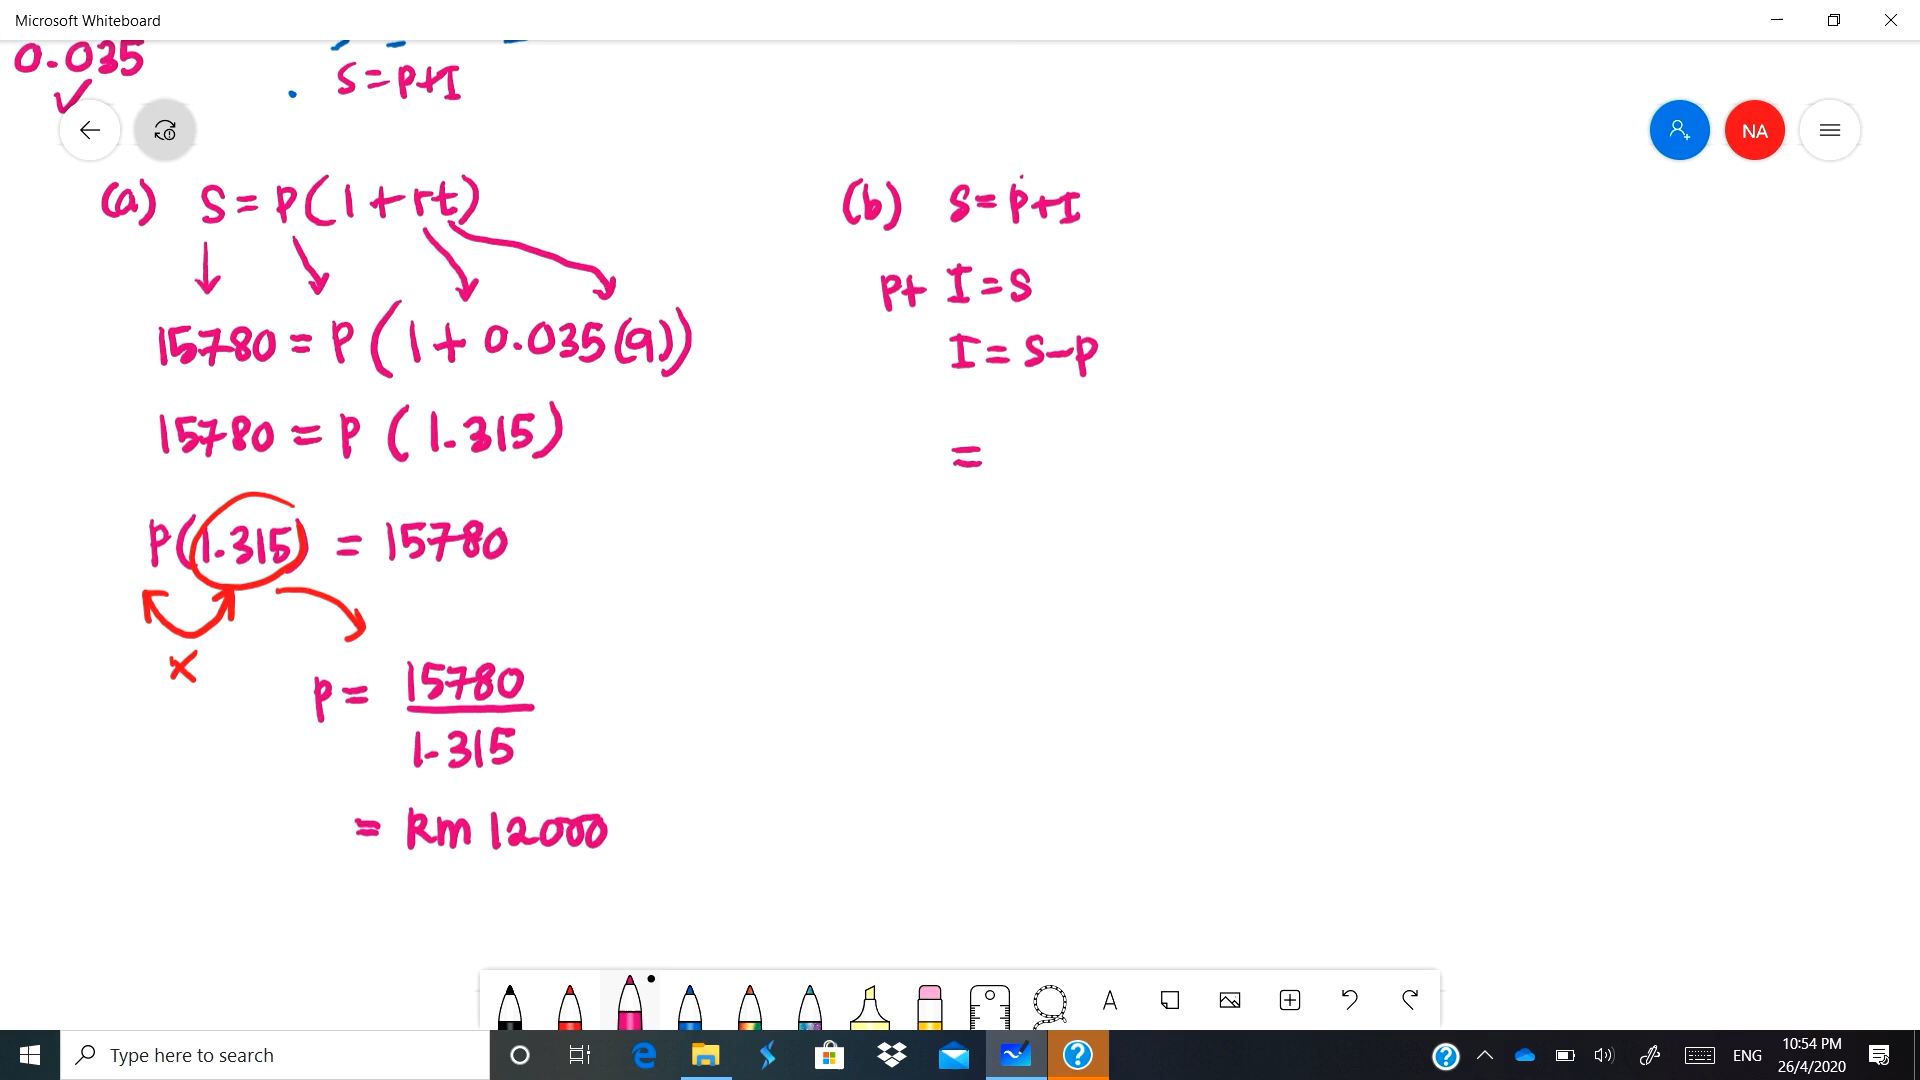 Microsoft Whiteboard
0.035
S=P+I
NA
(a) S=P(1+rt)
15780=P(1+0.035(9))
15780=P(1.315)
P(1.315) = 15780
x
P= 15780
1.315
= Rm 12000
(b) S=P+I
P+ I=S
I=S-P
=
A
Type here to search
ENG
10:54 PM
26/4/2020